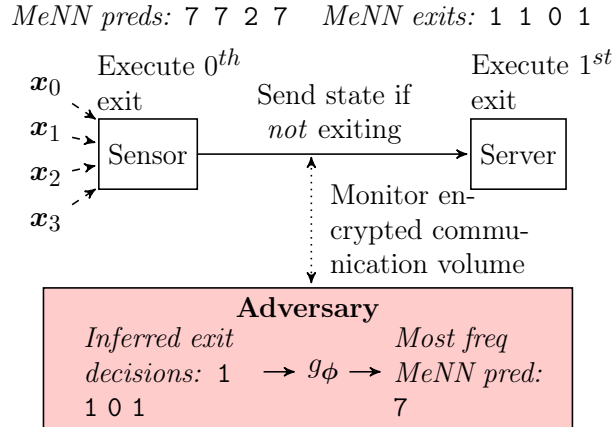 MeNN preds: 7 7 2 7 MeNN exits: 1 1 0 1
Execute 0th
exit
Execute 1st
exit
x0
x1
x2
x3
Sensor
Send state if
not exiting
Server
Monitor en-
crypted commu-
nication volume
Adversary
Inferred exit
decisions: 1
1 0 1
gϕ
Most freq
MeNN pred:
7